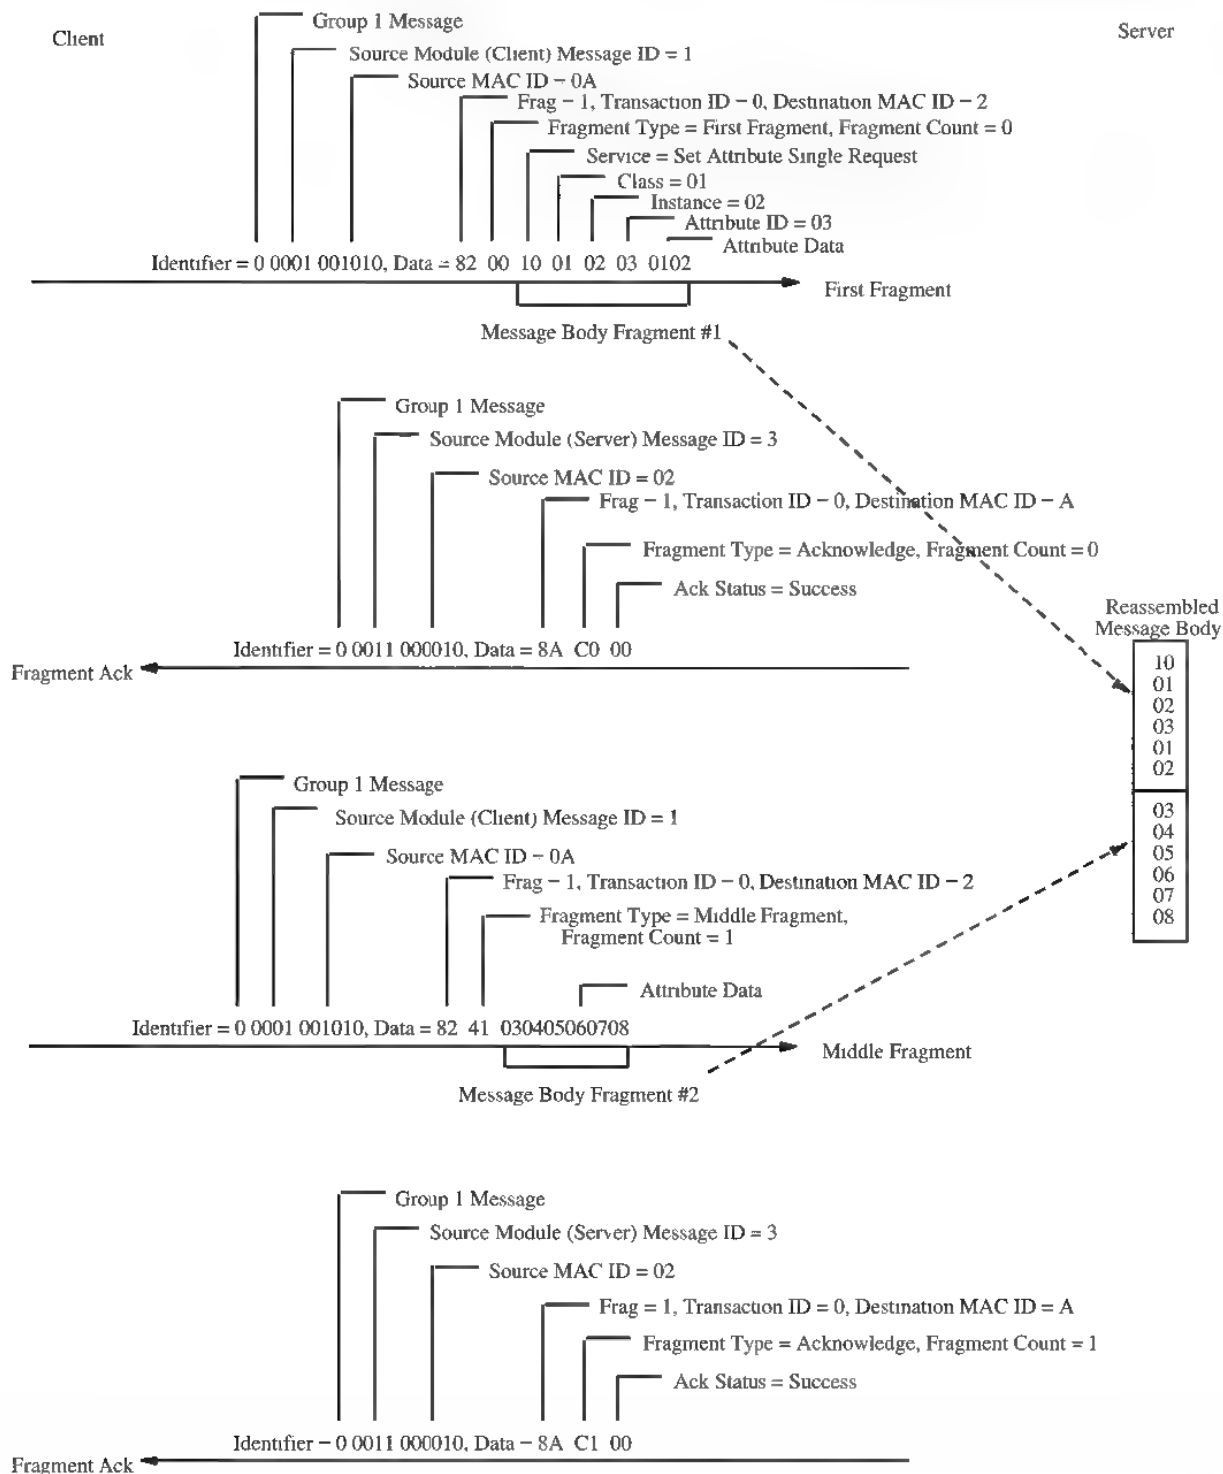 Client
Server
Group 1 Message
Source Module (Client) Message ID = 1
Source MAC ID - 0A
Frag - 1, Transaction ID - 0, Destination MAC ID - 2
Fragment Type = First Fragment, Fragment Count = 0
Service = Set Attribute Single Request
Class = 01
Instance = 02
Attribute ID = 03
Attribute Data
Identifier = 0 0001 001010, Data = 82 00 10 01 02 03 0102
First Fragment
Message Body Fragment #1
Group 1 Message
Source Module (Server) Message ID = 3
Source MAC ID = 02
Frag - 1, Transaction ID - 0, Destination MAC ID - A
Fragment Type = Acknowledge, Fragment Count = 0
Ack Status = Success
Identifier = 0 0011 000010, Data = 8A C0 00
Fragment Ack
Reassembled
Message Body
10
01
02
03
01
02
03
04
05
06
07
08
Group 1 Message
Source Module (Client) Message ID = 1
Source MAC ID - 0A
Frag - 1, Transaction ID - 0, Destination MAC ID - 2
Fragment Type = Middle Fragment,
Fragment Count = 1
Attribute Data
Identifier = 0 0001 001010, Data = 82 41 030405060708
Middle Fragment
Message Body Fragment #2
Group 1 Message
Source Module (Server) Message ID = 3
Source MAC ID = 02
Frag = 1, Transaction ID = 0, Destination MAC ID = A
Fragment Type = Acknowledge, Fragment Count = 1
Ack Status = Success
Identifier - 0 0011 000010, Data - 8A C1 00
Fragment Ack